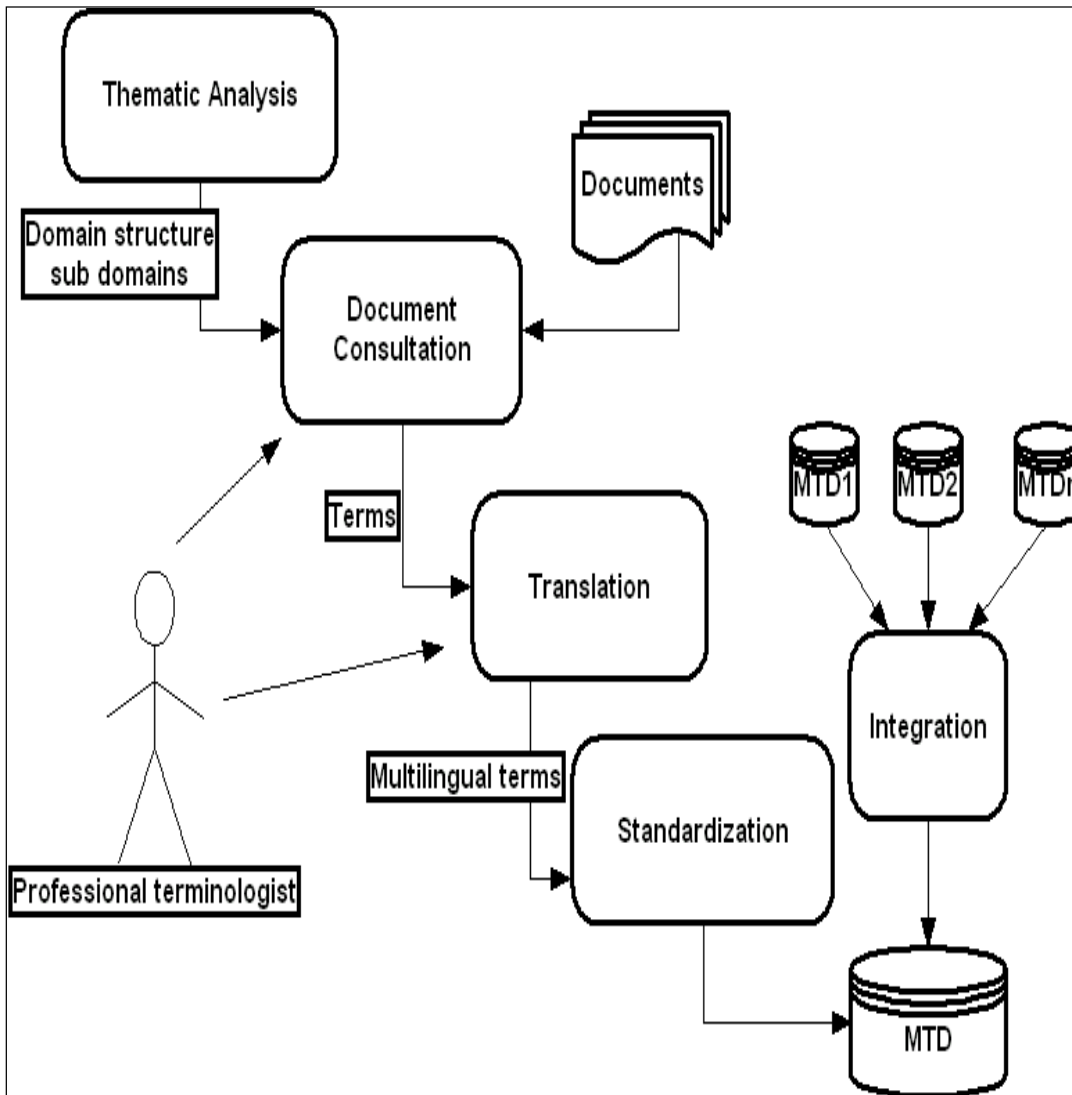 Thematic Analysis
Documents
Domain structure
sub domains
Document
Consultation
Terms
MTD1
MTD2
MTDn
Translation
Integration
Multilingual terms
Standardization
Professional terminologist
MTD